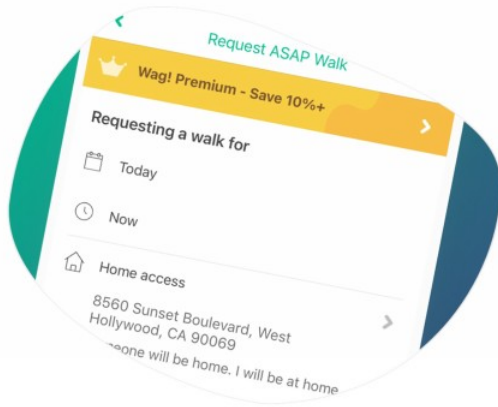 Request ASAP Walk
Wag! Premium - Save 10%+
Requesting a walk for
Today
Now
Home access
8560 Sunset Boulevard, West
Hollywood, CA 90069
will be home. I will be at home